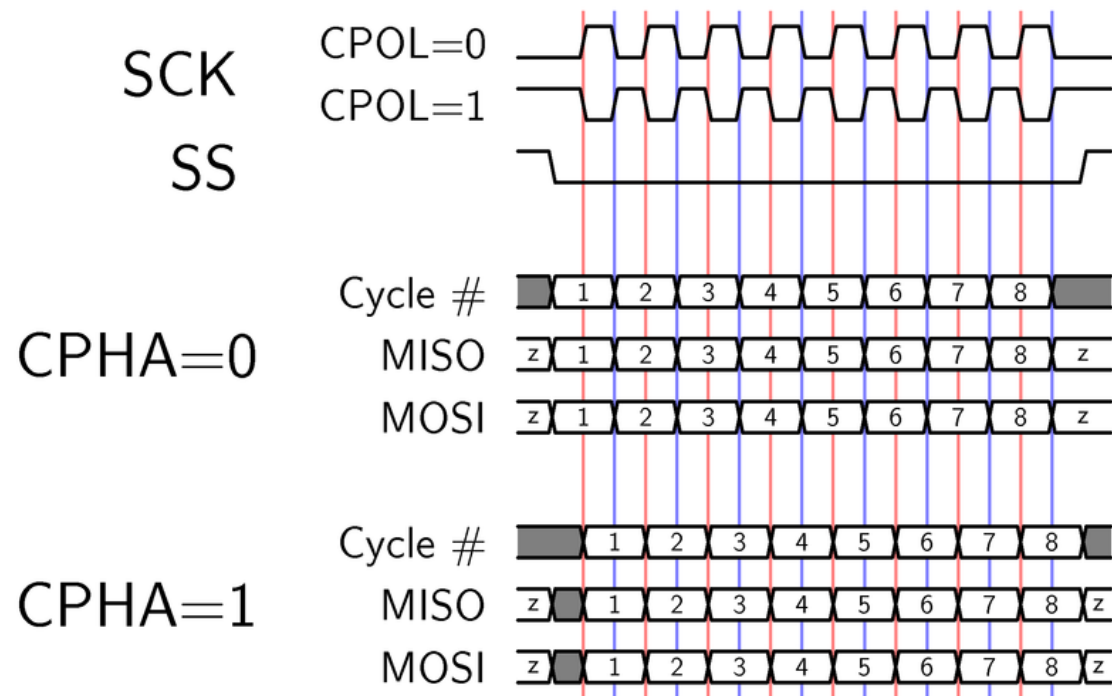 SCK
CPOL=0
CPOL=1
SS
Cycle # 1 2 3 4 5 6 7 8
CPHA=0
MISO z 1 2 3 4 5 6 7 8 z
MOSI z 1 2 3 4 5 6 7 8 z
Cycle # 1 2 3 4 5 6 7 8
CPHA=1
MISO z 1 2 3 4 5 6 7 8 z
MOSI z 1 2 3 4 5 6 7 8 z